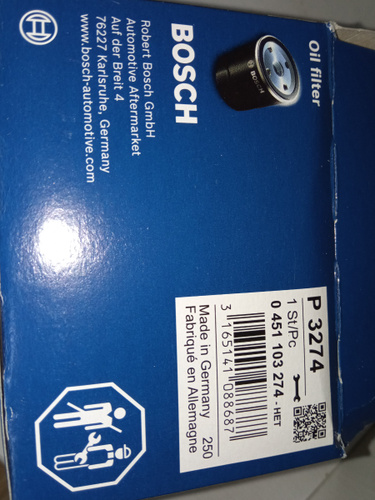 Oil filter
BOSCH
BOSCH
Robert Bosch GmbH
Automotive Aftermarket
Auf der Breit 4
76227 Karlsruhe, Germany
www.bosch-automotive.com
P 3274
1 St/Pc
0 451 103 274 - HET
3 165141 088687
Made in Germany 250
Fabriqué en Allemagne